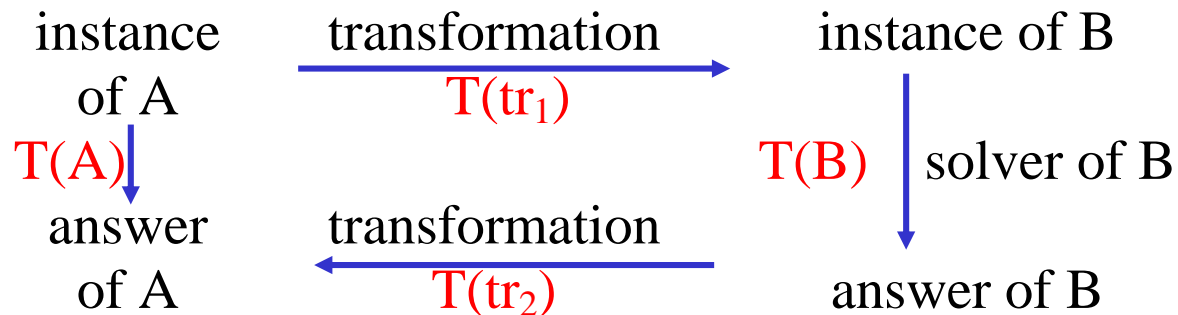 instance transformation instance of B
of A T(tr₁)
T(A) T(B) solver of B
answer transformation
of A T(tr₂) answer of B